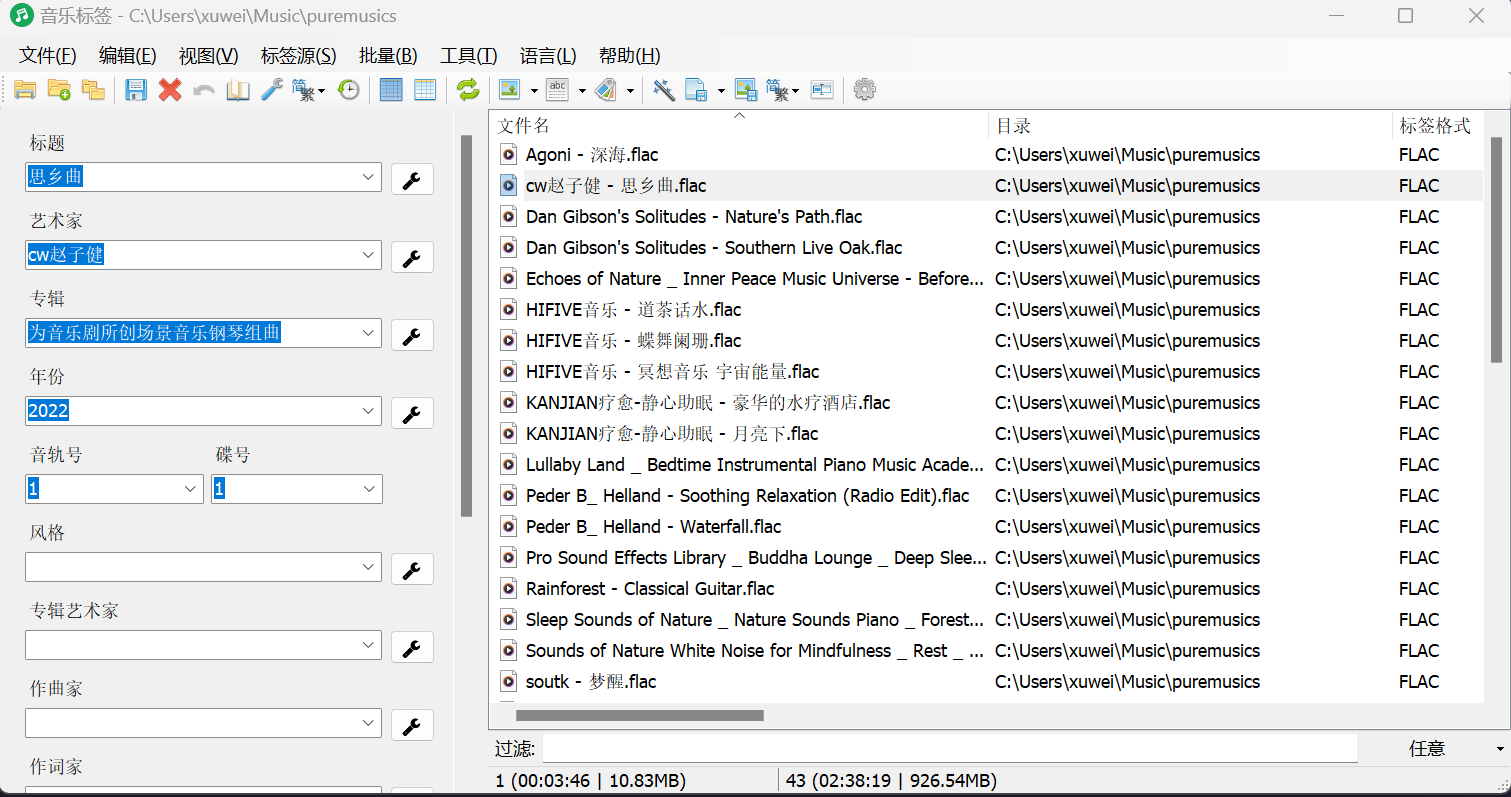 音乐标签 - C:\Users\xuwei\Music\puremusics
文件(F) 编辑(E) 视图(V) 标签源(S) 批量(B) 工具(T) 语言(L) 帮助(H)
简繁 abc 简繁
标题
思乡曲
艺术家
cw赵子健
专辑
为音乐剧所创场景音乐钢琴组曲
年份
2022
音轨号 碟号
1 1
风格
专辑艺术家
作曲家
作词家
文件名 目录 标签格式
Agoni - 深海.flac C:\Users\xuwei\Music\puremusics FLAC
cw赵子健 - 思乡曲.flac C:\Users\xuwei\Music\puremusics FLAC
Dan Gibson's Solitudes - Nature's Path.flac C:\Users\xuwei\Music\puremusics FLAC
Dan Gibson's Solitudes - Southern Live Oak.flac C:\Users\xuwei\Music\puremusics FLAC
Echoes of Nature _ Inner Peace Music Universe - Before... C:\Users\xuwei\Music\puremusics FLAC
HIFIVE音乐 - 道茶话水.flac C:\Users\xuwei\Music\puremusics FLAC
HIFIVE音乐 - 蝶舞阑珊.flac C:\Users\xuwei\Music\puremusics FLAC
HIFIVE音乐 - 冥想音乐 宇宙能量.flac C:\Users\xuwei\Music\puremusics FLAC
KANJIAN疗愈-静心助眠 - 豪华的水疗酒店.flac C:\Users\xuwei\Music\puremusics FLAC
KANJIAN疗愈-静心助眠 - 月亮下.flac C:\Users\xuwei\Music\puremusics FLAC
Lullaby Land _ Bedtime Instrumental Piano Music Acade... C:\Users\xuwei\Music\puremusics FLAC
Peder B_ Helland - Soothing Relaxation (Radio Edit).flac C:\Users\xuwei\Music\puremusics FLAC
Peder B_ Helland - Waterfall.flac C:\Users\xuwei\Music\puremusics FLAC
Pro Sound Effects Library _ Buddha Lounge _ Deep Slee... C:\Users\xuwei\Music\puremusics FLAC
Rainforest - Classical Guitar.flac C:\Users\xuwei\Music\puremusics FLAC
Sleep Sounds of Nature _ Nature Sounds Piano _ Forest... C:\Users\xuwei\Music\puremusics FLAC
Sounds of Nature White Noise for Mindfulness _ Rest _ ... C:\Users\xuwei\Music\puremusics FLAC
soutk - 梦醒.flac C:\Users\xuwei\Music\puremusics FLAC
过滤: 任意
1 (00:03:46 | 10.83MB) 43 (02:38:19 | 926.54MB)